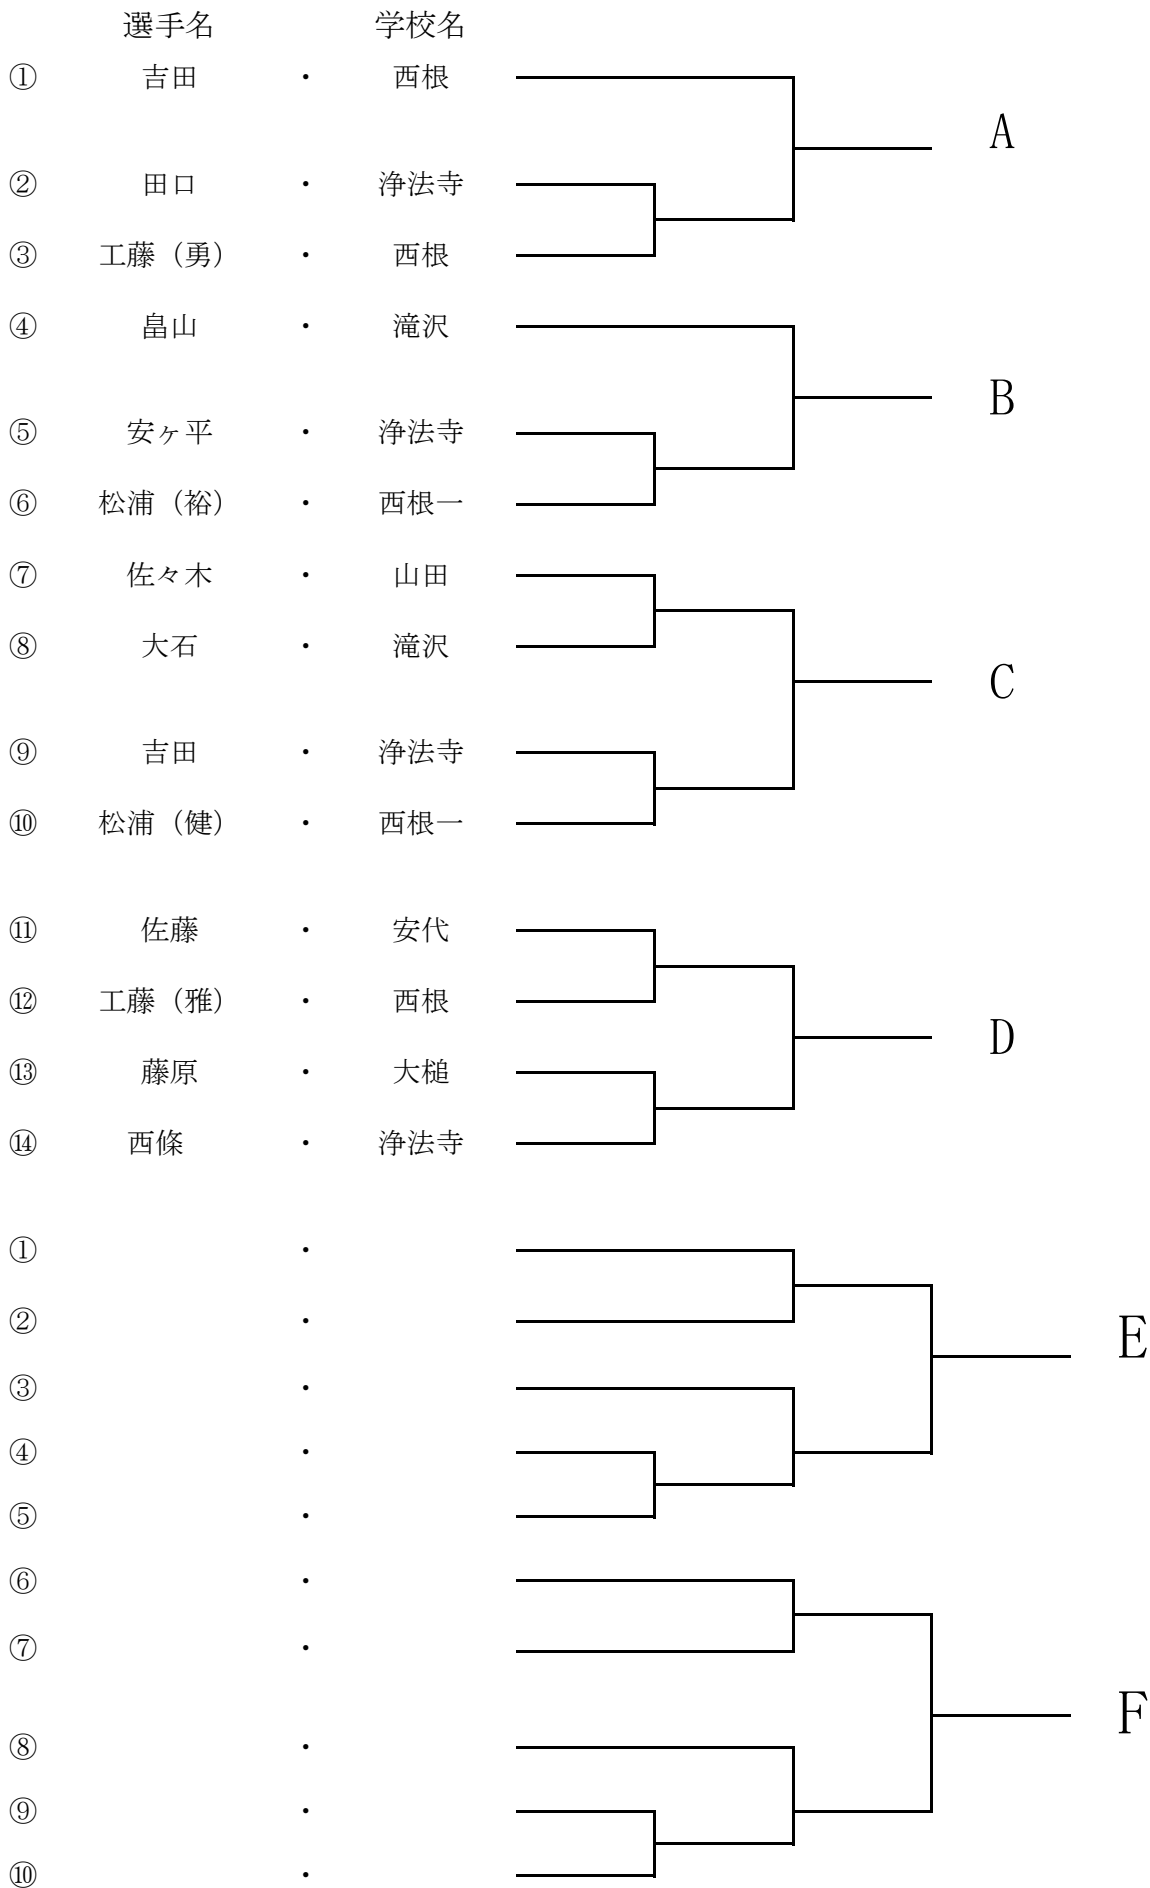 選手名 学校名
① 吉田 ・ 西根
A
② 田口 ・ 浄法寺
③ 工藤（勇） ・ 西根
④ 畠山 ・ 滝沢
B
⑤ 安ヶ平 ・ 浄法寺
⑥ 松浦（裕） ・ 西根一
⑦ 佐々木 ・ 山田
⑧ 大石 ・ 滝沢
C
⑨ 吉田 ・ 浄法寺
⑩ 松浦（健） ・ 西根一
⑪ 佐藤 ・ 安代
⑫ 工藤（雅） ・ 西根
D
⑬ 藤原 ・ 大槌
⑭ 西條 ・ 浄法寺
① ・
② ・
E
③ ・
④ ・
⑤ ・
⑥ ・
⑦ ・
F
⑧ ・
⑨ ・
⑩ ・